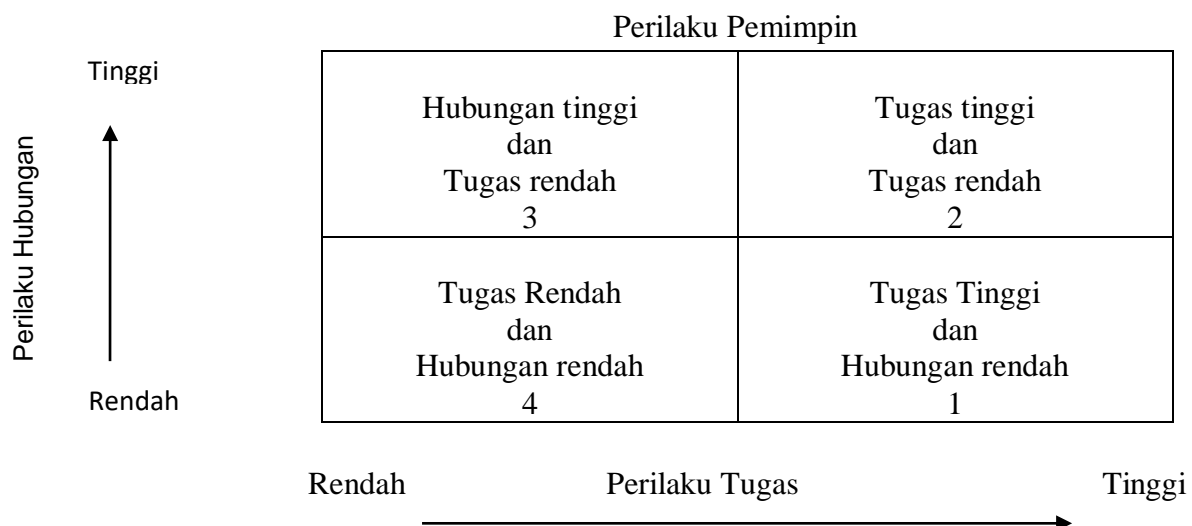 Perilaku Pemimpin
Tinggi
Perilaku Hubungan
Rendah
Hubungan tinggi
dan
Tugas rendah
3
Tugas tinggi
dan
Tugas rendah
2
Tugas Rendah
dan
Hubungan rendah
4
Tugas Tinggi
dan
Hubungan rendah
1
Rendah Perilaku Tugas Tinggi